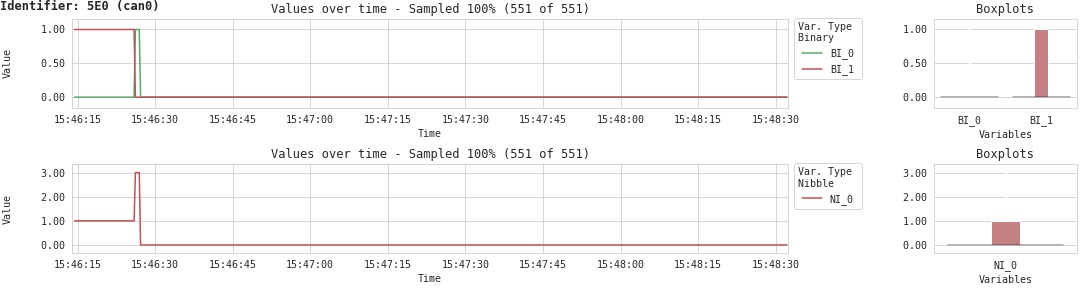 Identifier: 5E0 (can0)
Values over time - Sampled 100% (551 of 551)
Value
1.00
0.50
0.00
15:46:15 15:46:30 15:46:45 15:47:00 15:47:15 15:47:30 15:47:45 15:48:00 15:48:15 15:48:30
Time
Var. Type
Binary
BI_0
BI_1
Boxplots
1.00
0.50
0.00
BI_0 BI_1
Variables
Values over time - Sampled 100% (551 of 551)
Value
3.00
2.00
1.00
0.00
15:46:15 15:46:30 15:46:45 15:47:00 15:47:15 15:47:30 15:47:45 15:48:00 15:48:15 15:48:30
Time
Var. Type
Nibble
NI_0
Boxplots
3.00
2.00
1.00
0.00
NI_0
Variables